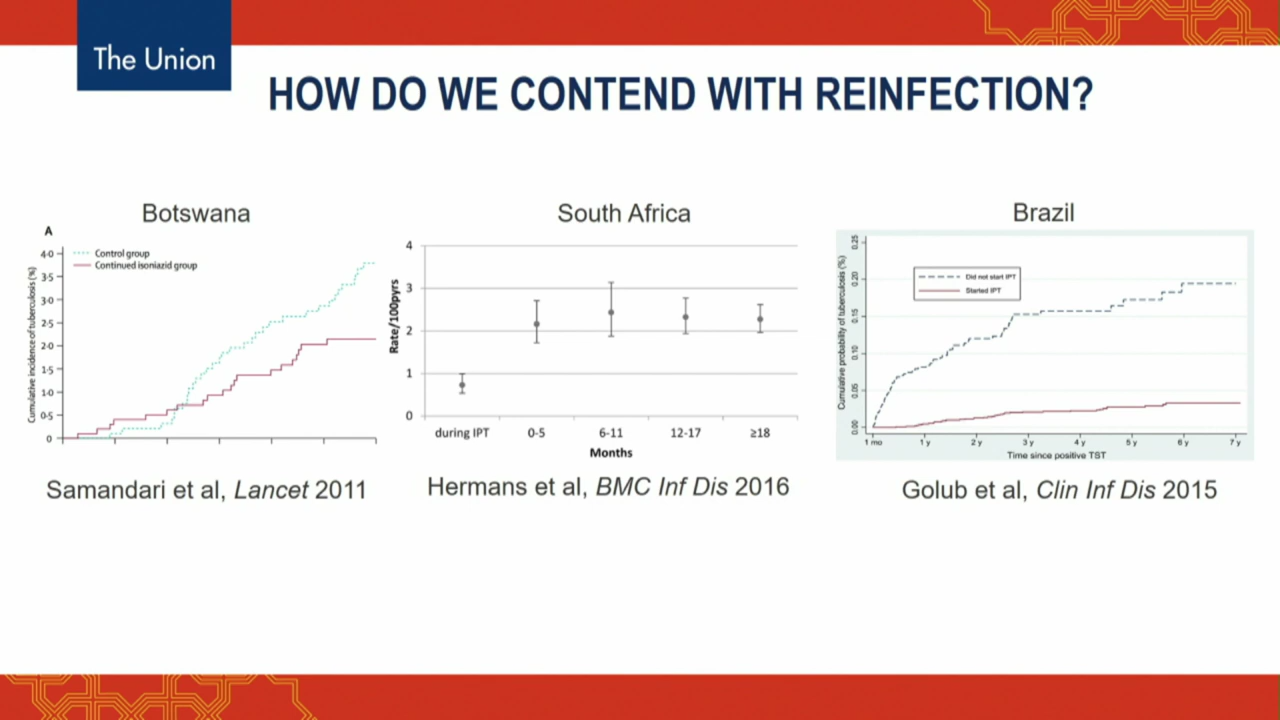 The Union
HOW DO WE CONTEND WITH REINFECTION?
Botswana
A
Cumulative incidence of tuberculosis (%)
4·0
3·5
3·0
2·5
2·0
1·5
1·0
0·5
0
Control group
Continued isoniazid group
Samandari et al, Lancet 2011
South Africa
Rate/100pyrs
4
3
2
1
0
during IPT 0-5 6-11 12-17 ≥18
Months
Hermans et al, BMC Inf Dis 2016
Brazil
Cumulative probability of tuberculosis (%)
0.25
0.20
0.15
0.10
0.05
0.00
Did not start IPT
Started IPT
1 mo 1 y 2 y 3 y 4 y 5 y 6 y 7 y
Time since positive TST
Golub et al, Clin Inf Dis 2015